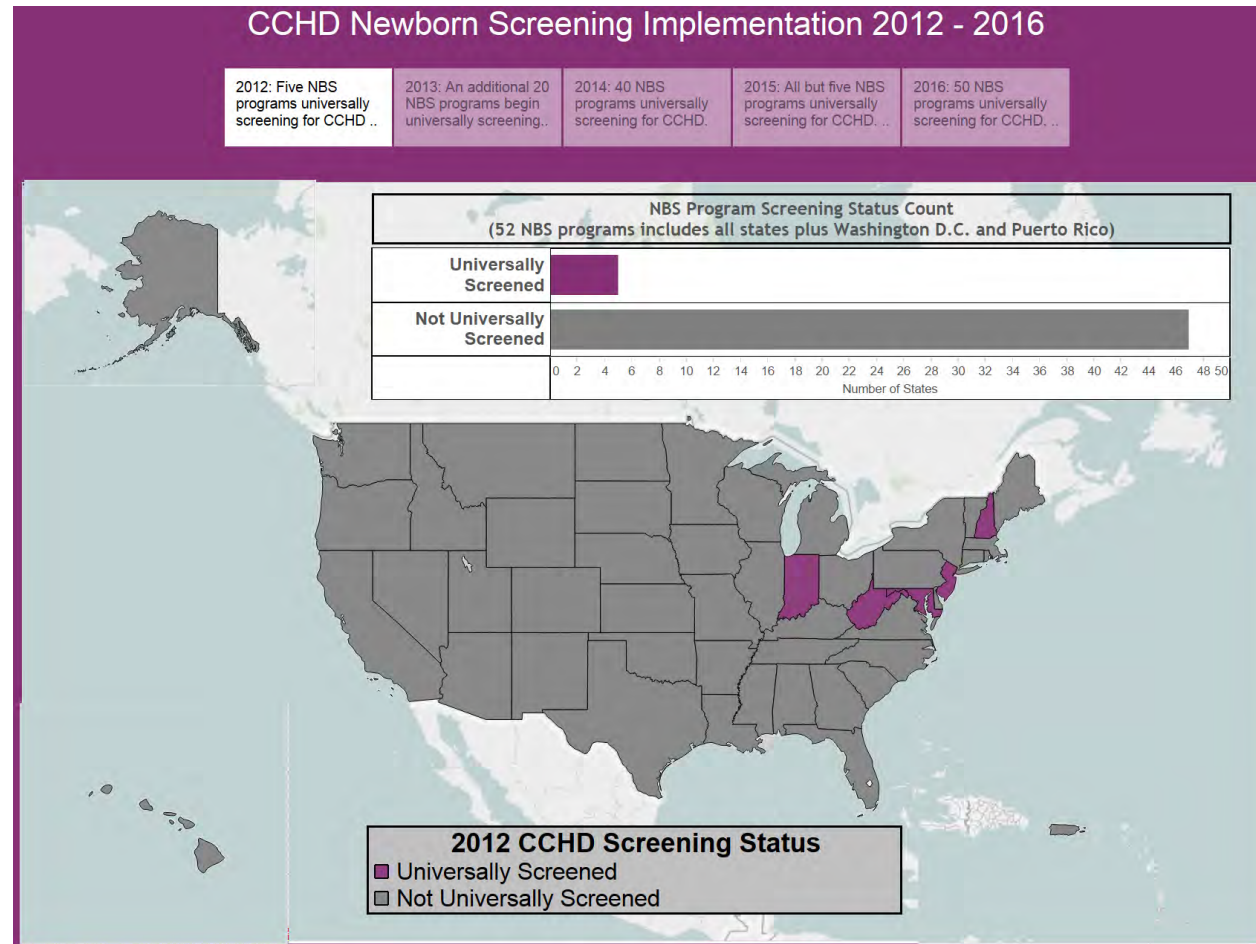 CCHD Newborn Screening Implementation 2012 - 2016
2012: Five NBS
programs universally
screening for CCHD ..
2013: An additional 20
NBS programs begin
universally screening..
2014: 40 NBS
programs universally
screening for CCHD.
2015: All but five NBS
programs universally
screening for CCHD. ..
2016: 50 NBS
programs universally
screening for CCHD. ..
NBS Program Screening Status Count
(52 NBS programs includes all states plus Washington D.C. and Puerto Rico)
Universally
Screened
Not Universally
Screened
0 2 4 6 8 10 12 14 16 18 20 22 24 26 28 30 32 34 36 38 40 42 44 46 48 50
Number of States
2012 CCHD Screening Status
Universally Screened
Not Universally Screened